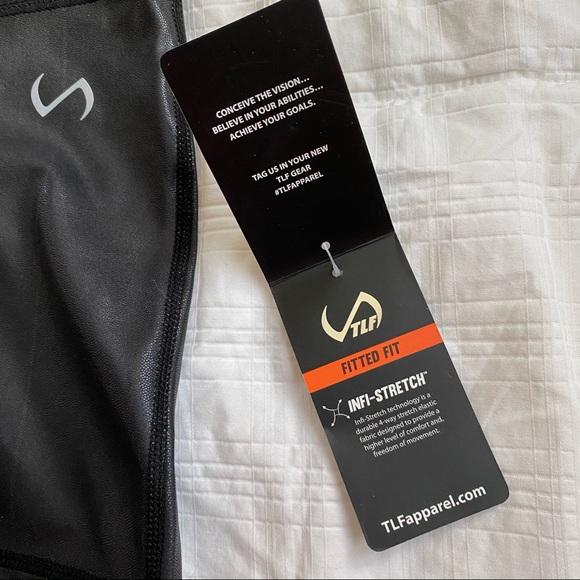 CONCEIVE THE VISION...
BELIEVE IN YOUR ABILITIES...
ACHIEVE YOUR GOALS.
TAG US IN YOUR NEW
TLF GEAR
#TLFAPPAREL
TLF
FITTED FIT
INFI-STRETCH™
Infi-Stretch technology is a
durable 4-way stretch elastic
fabric designed to provide a
higher level of comfort and
freedom of movement.
TLFapparel.com